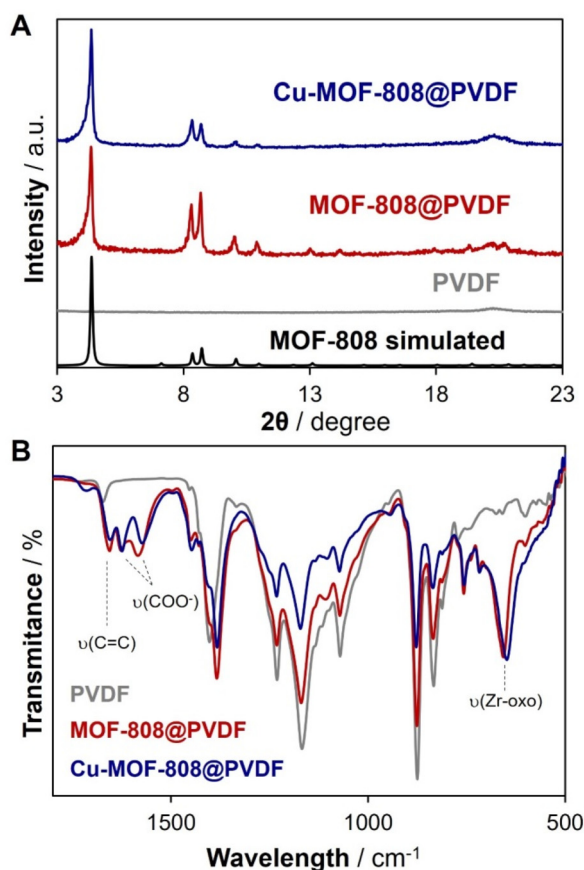 A
Intensity / a.u.
Cu-MOF-808@PVDF
MOF-808@PVDF
PVDF
MOF-808 simulated
3 8 13 18 23
2θ / degree
B
Transmitance / %
υ(COO-)
υ(C=C)
υ(Zr-oxo)
PVDF
MOF-808@PVDF
Cu-MOF-808@PVDF
1500 1000 500
Wavelength / cm-1